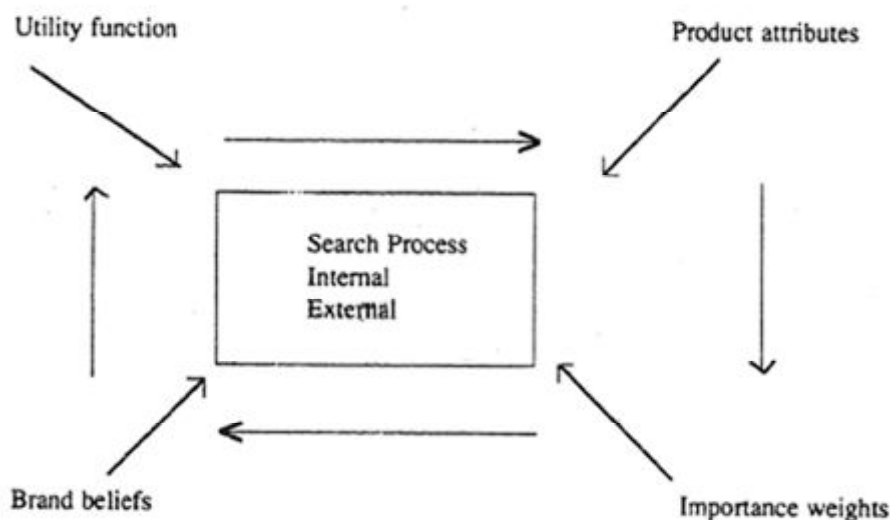 Utility function
Product attributes
Search Process
Internal
External
Brand beliefs
Importance weights